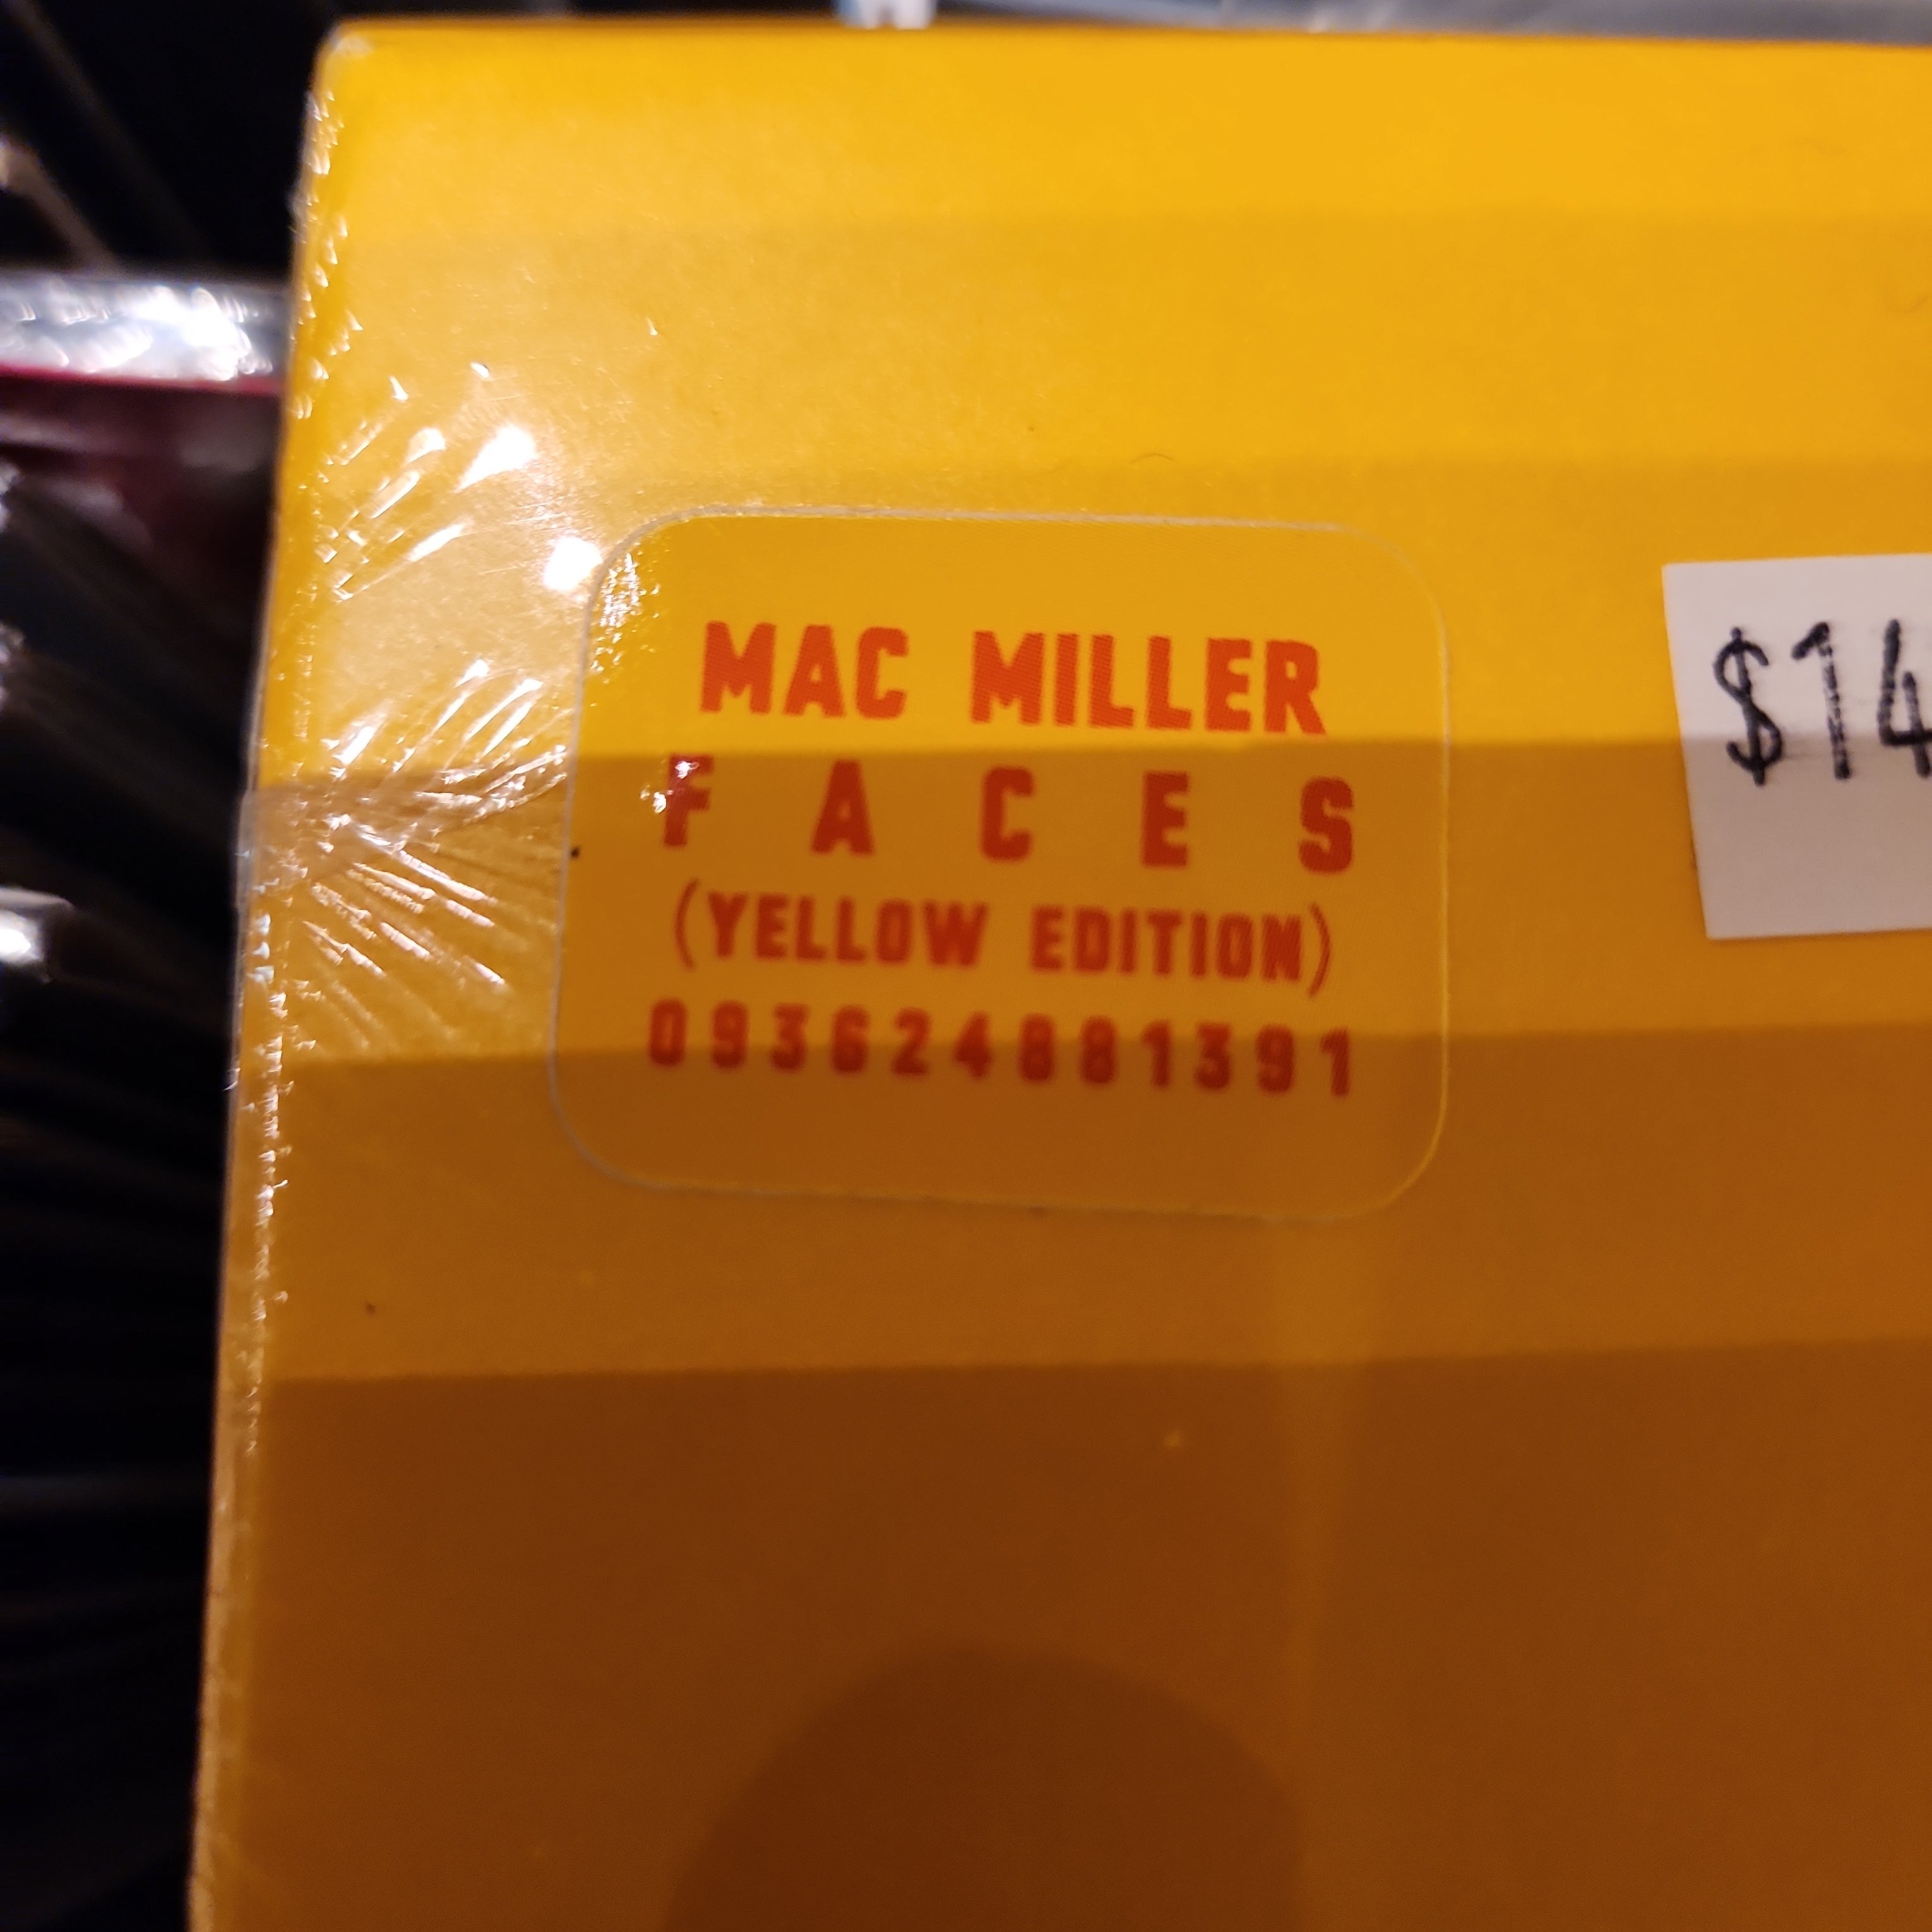 MAC MILLER
F A C E S
(YELLOW EDITION)
093624881391
$14